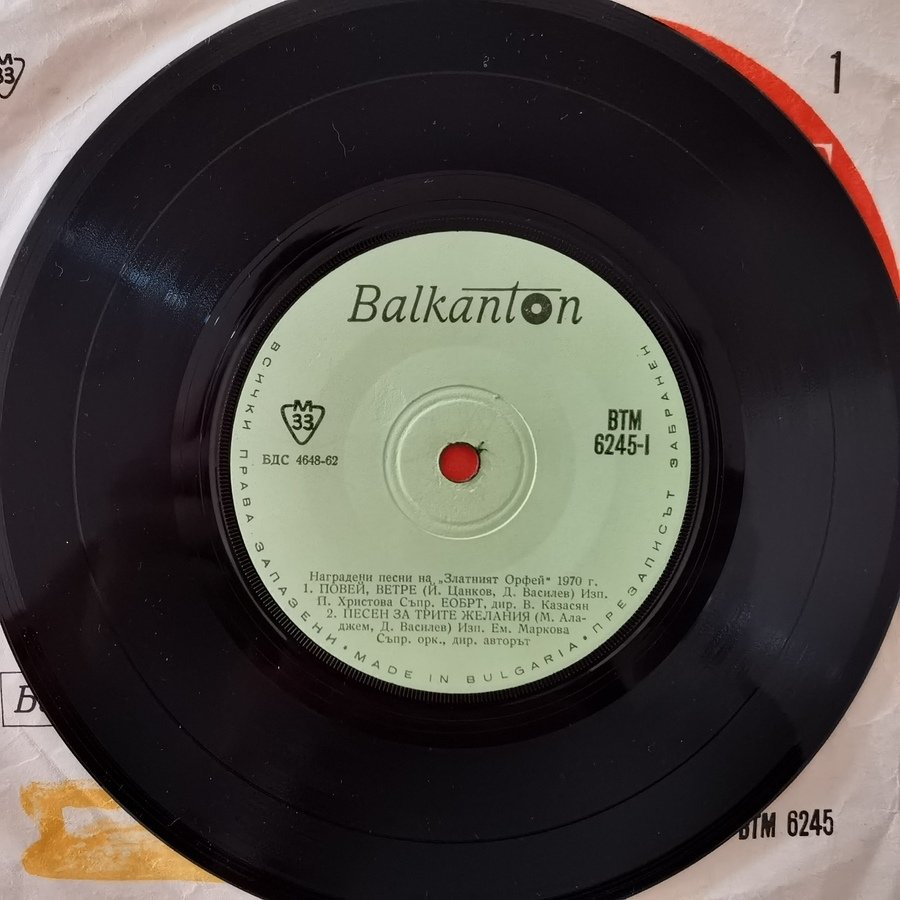 М
33
1
Balkanton
ВСИЧКИ ПРАВА ЗАПАЗЕНИ • MADE IN BULGARIA • ПРЕЗАПИСЪТ ЗАБРАНЕН
М
33
БДС 4648-62
ВТМ
6245-I
Наградени песни на „Златният Орфей“ 1970 г.
1. ПОВЕЙ, ВЕТРЕ (Й. Цанков, Д. Василев) Изп.
П. Христова Съпр. ЕОБРТ, дир. В. Казасян
2. ПЕСЕН ЗА ТРИТЕ ЖЕЛАНИЯ (М. Ала-
джем, Д. Василев) Изп. Ем. Маркова
Съпр. орк., дир. авторът
ВТМ 6245